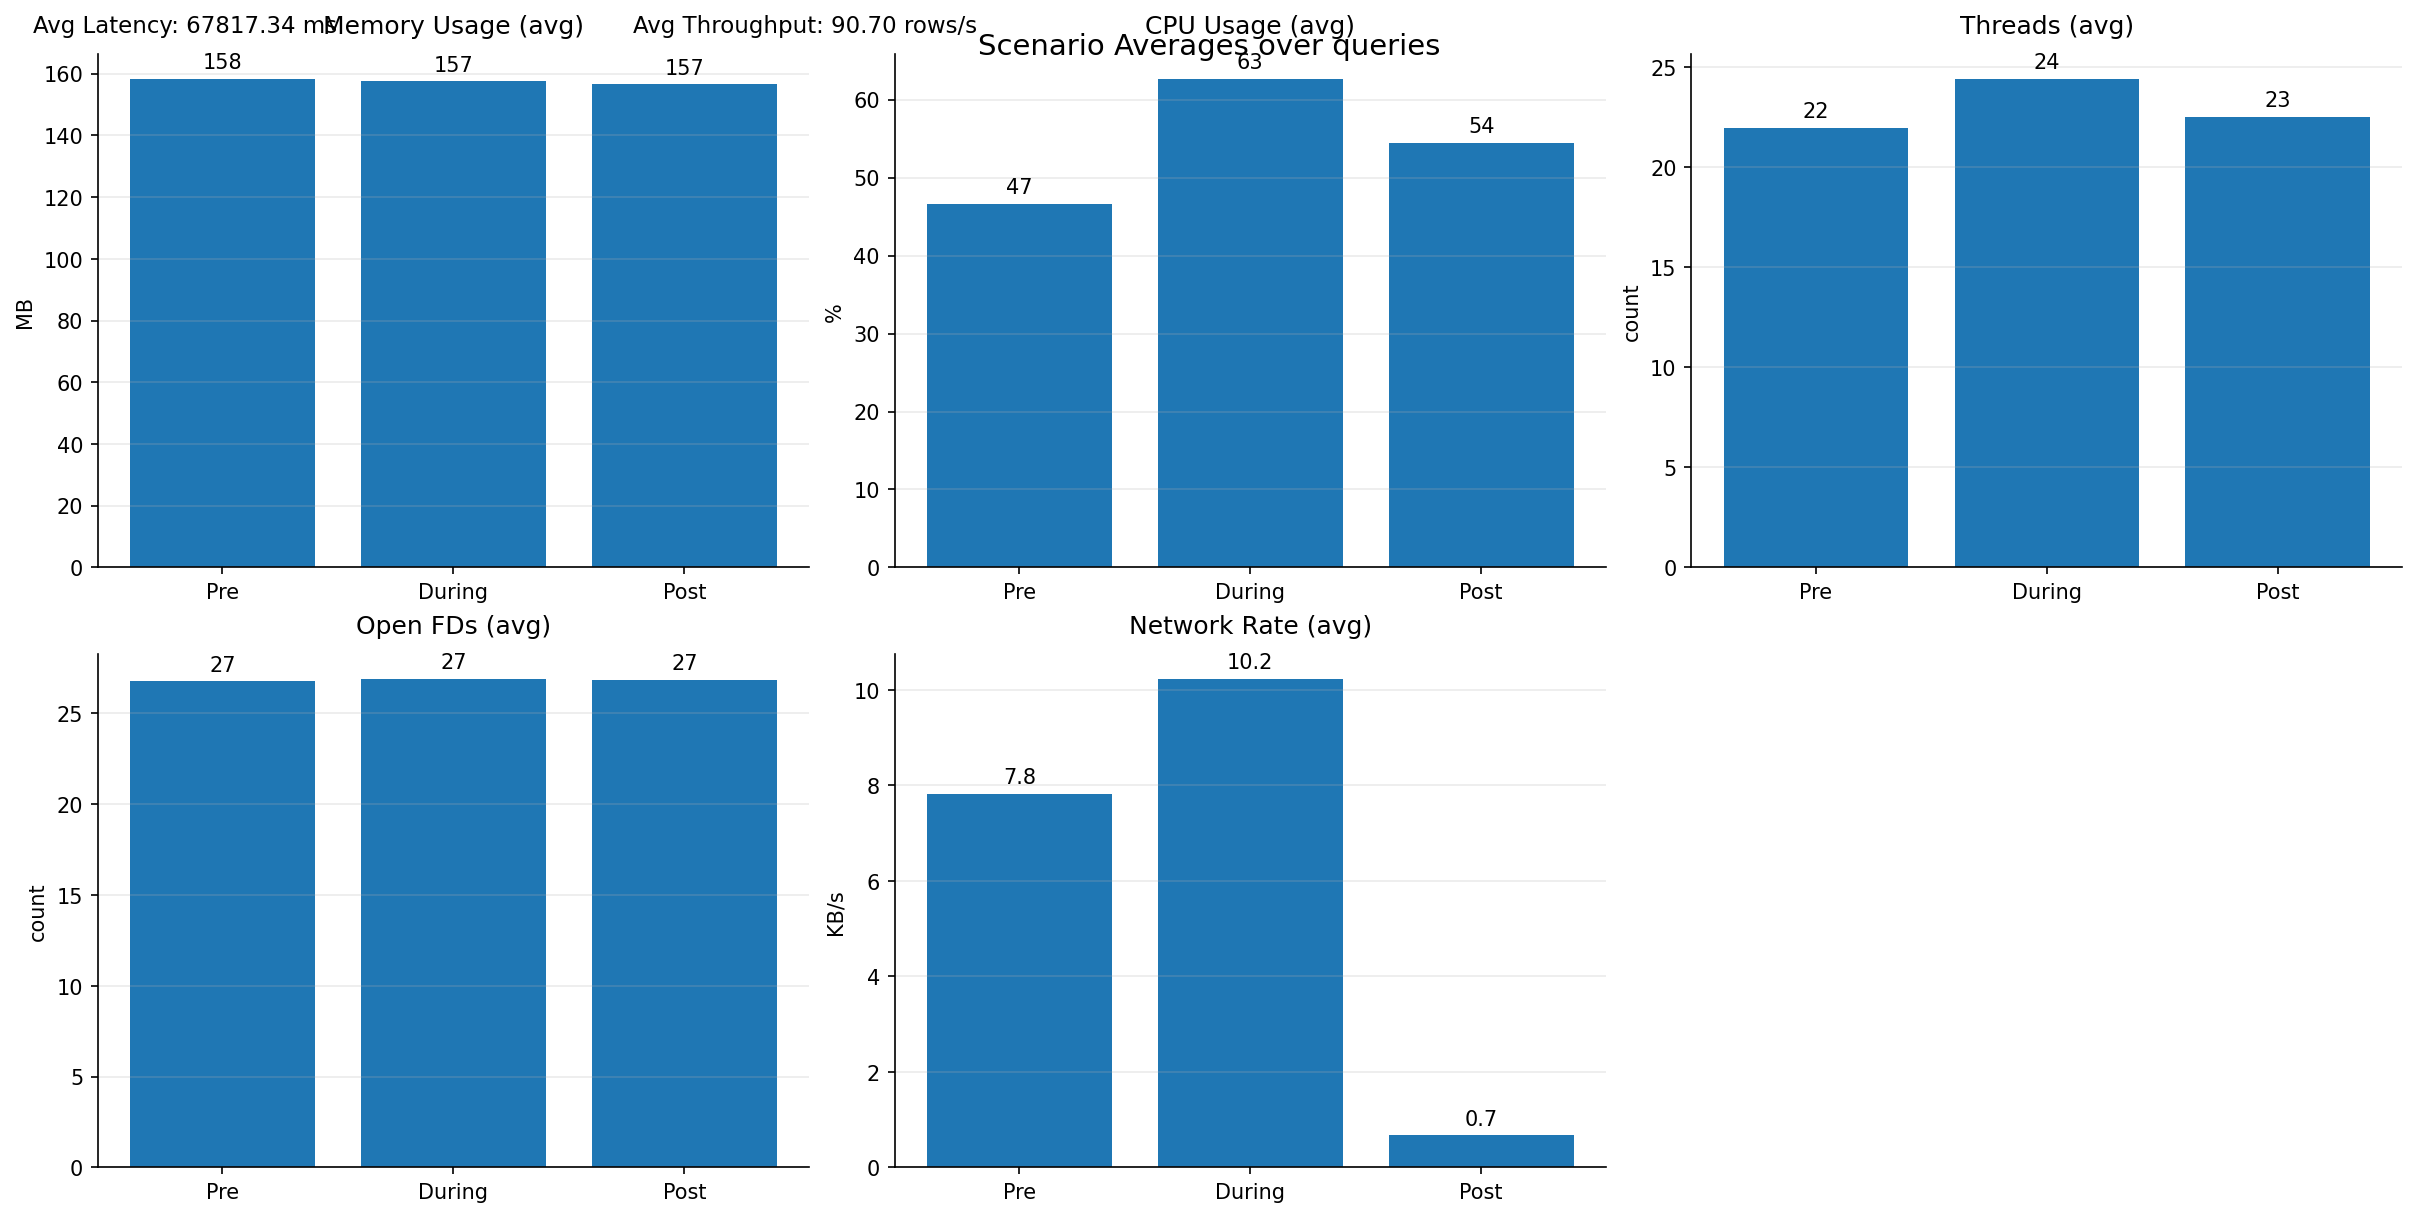 Avg Latency: 67817.34 ms
Avg Throughput: 90.70 rows/s
Scenario Averages over queries
Memory Usage (avg)
MB
160
140
120
100
80
60
40
20
0
158
157
157
Pre
During
Post
CPU Usage (avg)
%
60
50
40
30
20
10
0
47
63
54
Pre
During
Post
Threads (avg)
count
25
20
15
10
5
0
22
24
23
Pre
During
Post
Open FDs (avg)
count
25
20
15
10
5
0
27
27
27
Pre
During
Post
Network Rate (avg)
KB/s
10
8
6
4
2
0
7.8
10.2
0.7
Pre
During
Post